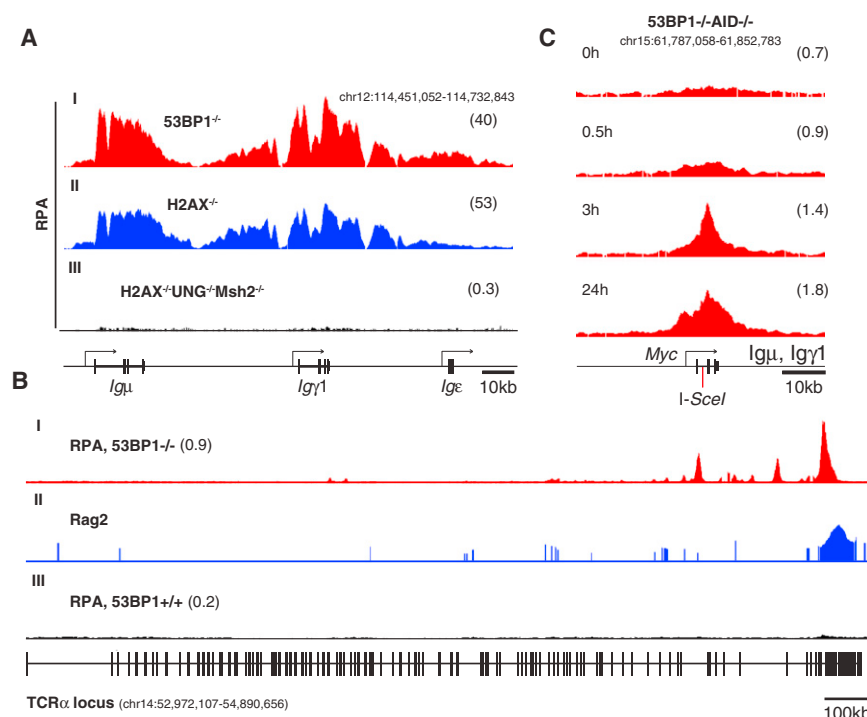 A
I
chr12:114,451,052-114,732,843
53BP1-/-
(40)
II
H2AX-/-
(53)
RPA
III
H2AX-/-UNG-/-Msh2-/-
(0.3)
Igμ
Igγ1
Igε
10kb
C
53BP1-/-AID-/-
chr15:61,787,058-61,852,783
0h
(0.7)
0.5h
(0.9)
3h
(1.4)
24h
(1.8)
Myc
Igμ, Igγ1
10kb
I-SceI
B
I
RPA, 53BP1-/- (0.9)
II
Rag2
III
RPA, 53BP1+/+ (0.2)
TCRα locus (chr14:52,972,107-54,890,656)
100kb